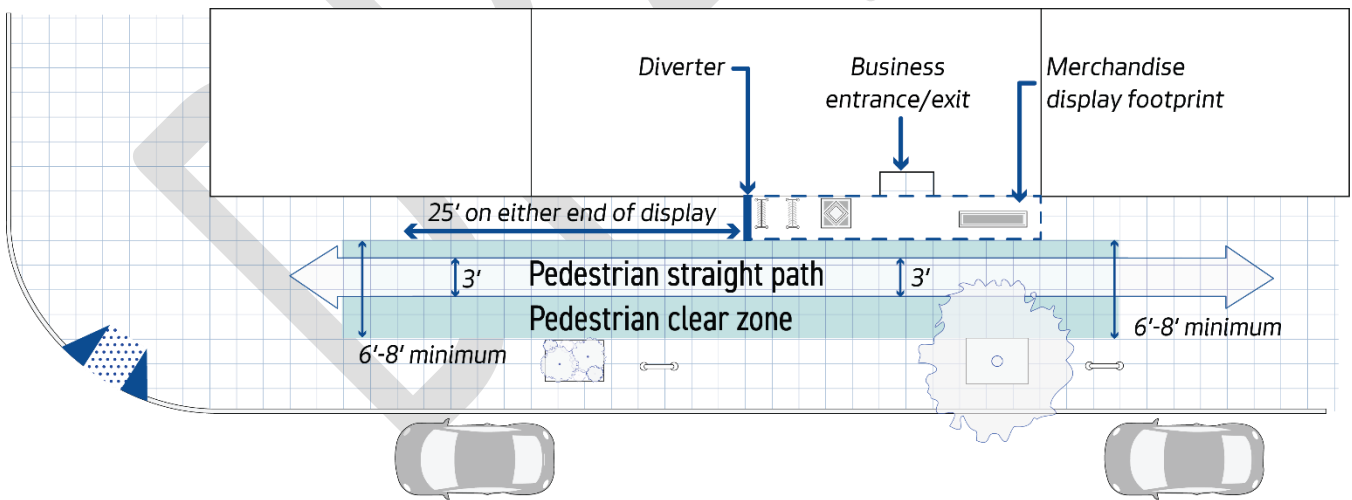 Diverter
Business
entrance/exit
Merchandise
display footprint
25' on either end of display
3'
Pedestrian straight path
3'
Pedestrian clear zone
6'-8' minimum
6'-8' minimum